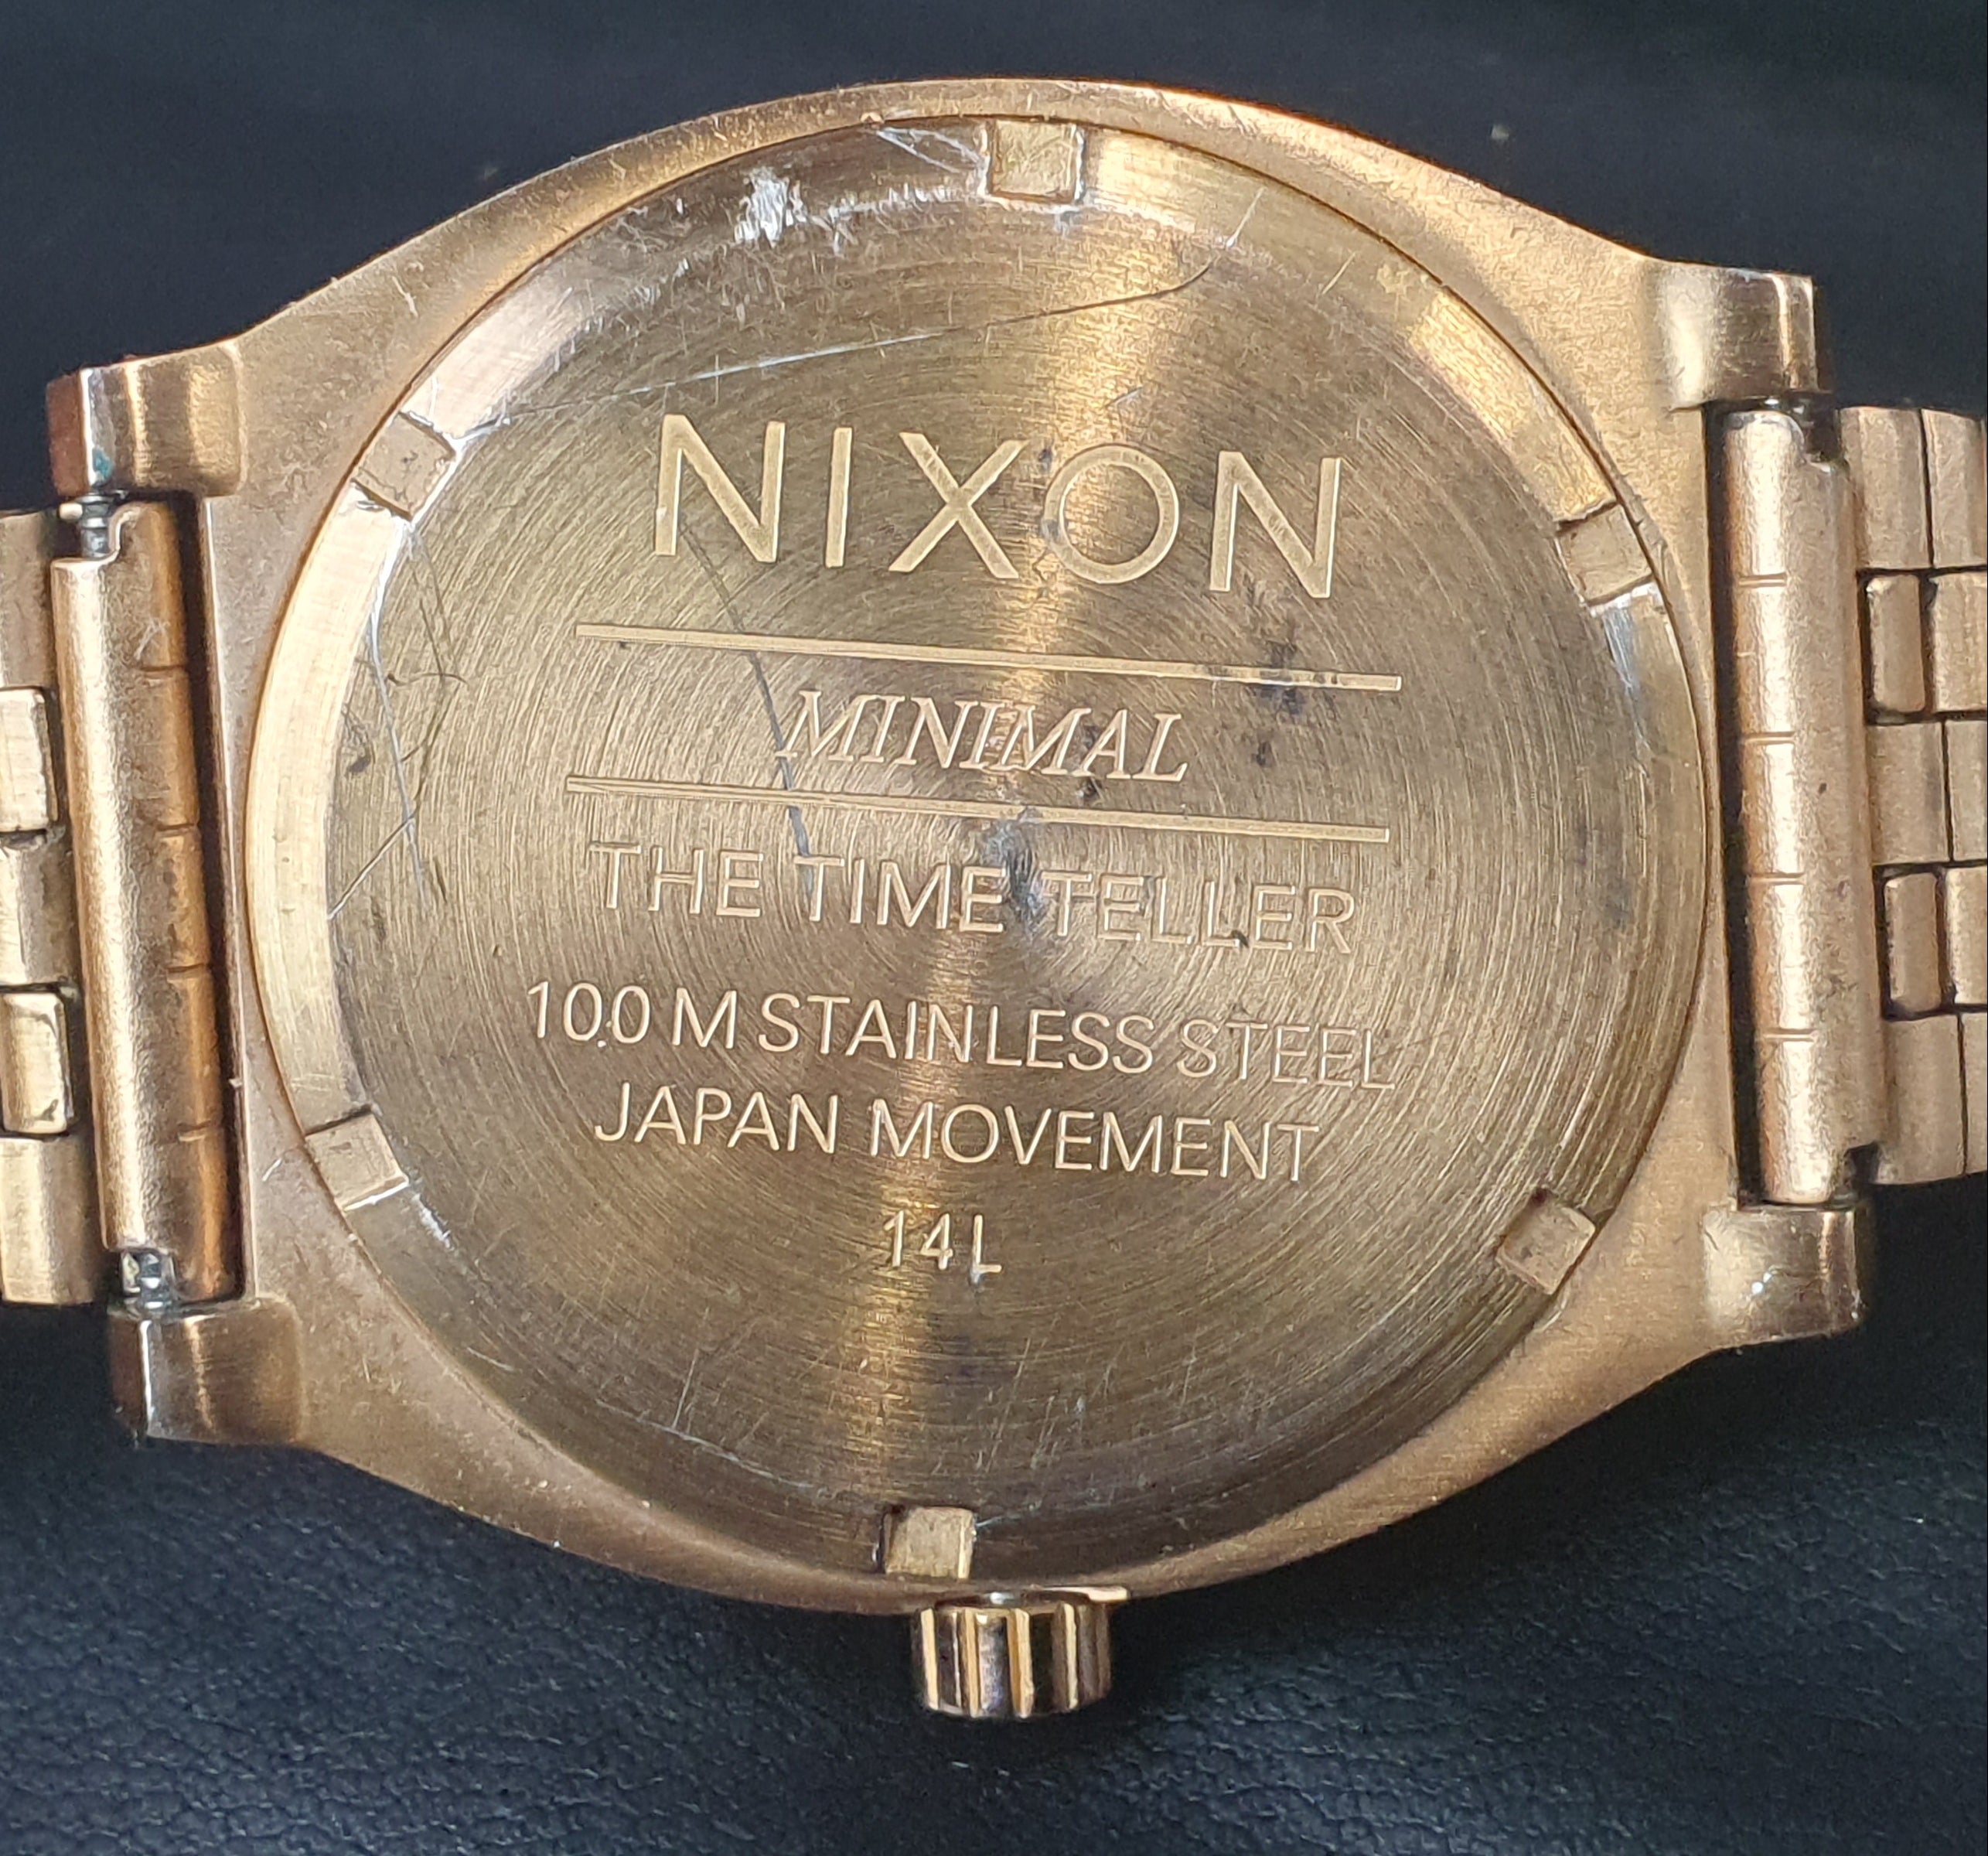 NIXON
MINIMAL
THE TIME TELLER
100 M STAINLESS STEEL
JAPAN MOVEMENT
14L